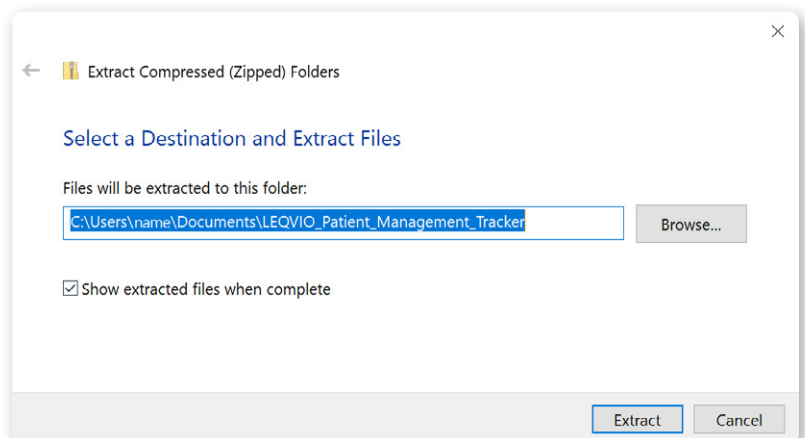 Extract Compressed (Zipped) Folders
Select a Destination and Extract Files
Files will be extracted to this folder:
C:\Users\name\Documents\LEQVIO_Patient_Management_Tracker
Browse...
Show extracted files when complete
Extract
Cancel